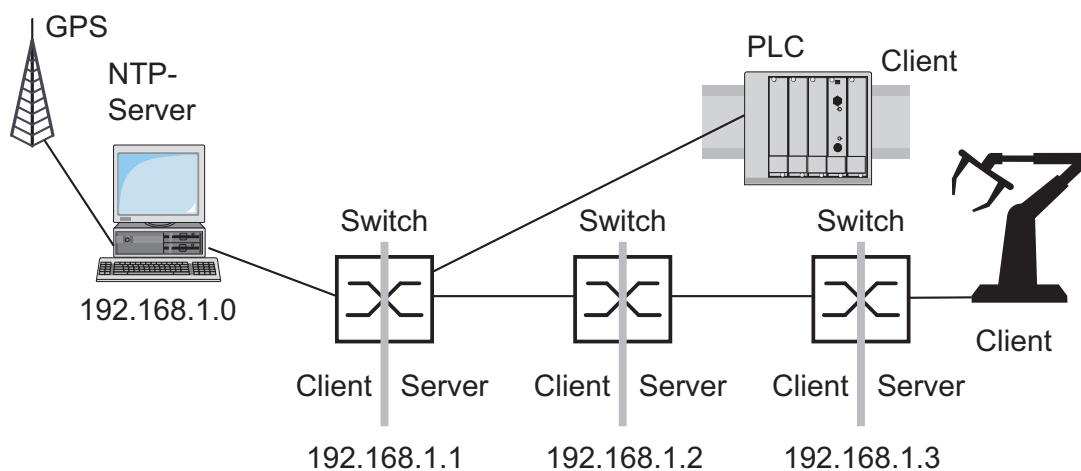 GPS
NTP-
Server
192.168.1.0
PLC
Client
Switch
Switch
Switch
Client
Client Server
Client Server
Client Server
192.168.1.1
192.168.1.2
192.168.1.3